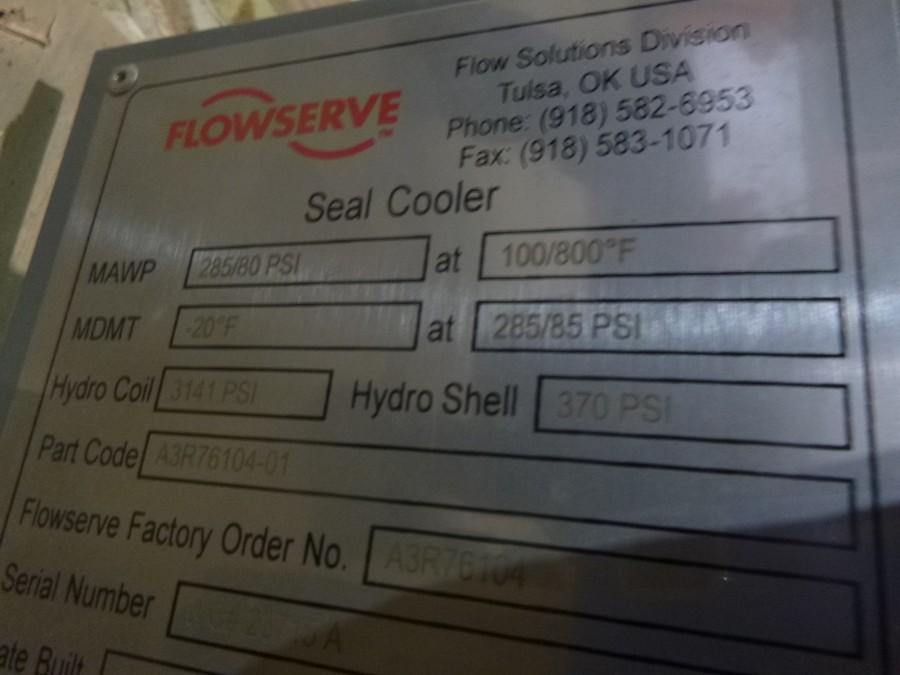 FLOWSERVE™
Flow Solutions Division
Tulsa, OK USA
Phone: (918) 582-6953
Fax: (918) 583-1071
Seal Cooler
MAWP 285/80 PSI at 100/800°F
MDMT -20°F at 285/85 PSI
Hydro Coil 3141 PSI Hydro Shell 370 PSI
Part Code A3R76104-01
Flowserve Factory Order No. A3R76104
Serial Number
Built